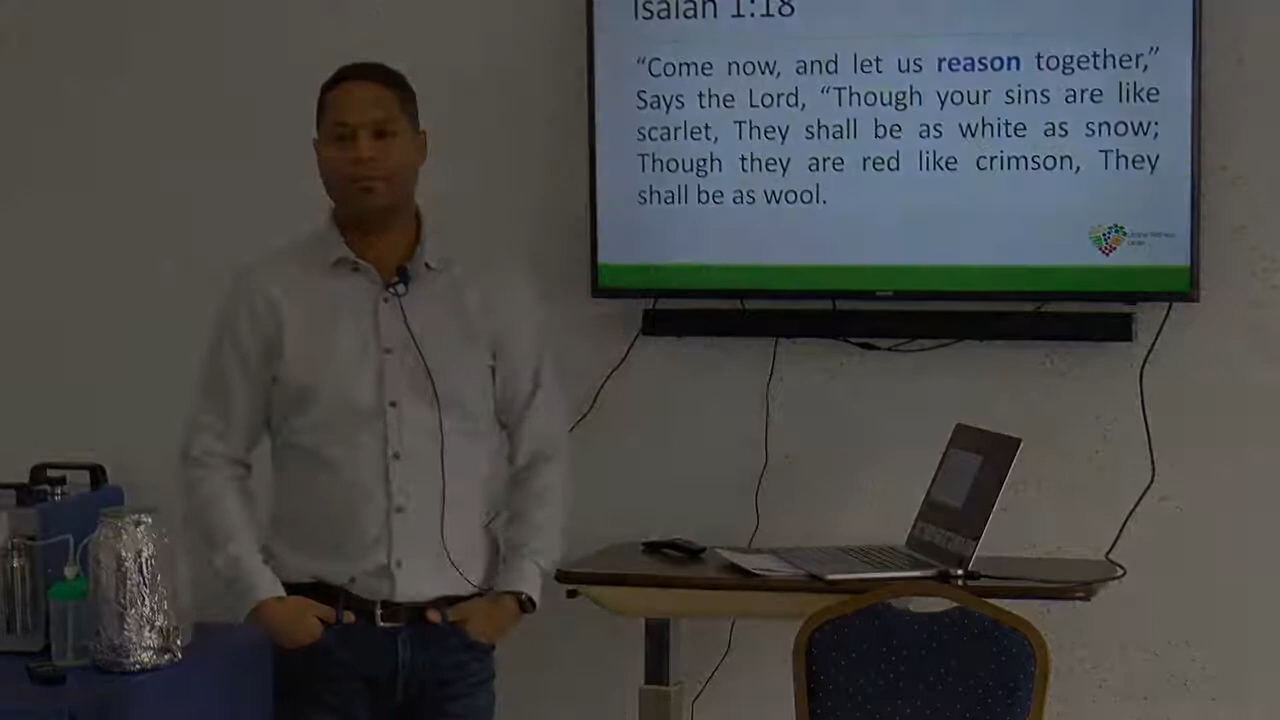 Isaiah 1:18
“Come now, and let us reason together,”
Says the Lord, “Though your sins are like
scarlet, They shall be as white as snow;
Though they are red like crimson, They
shall be as wool.